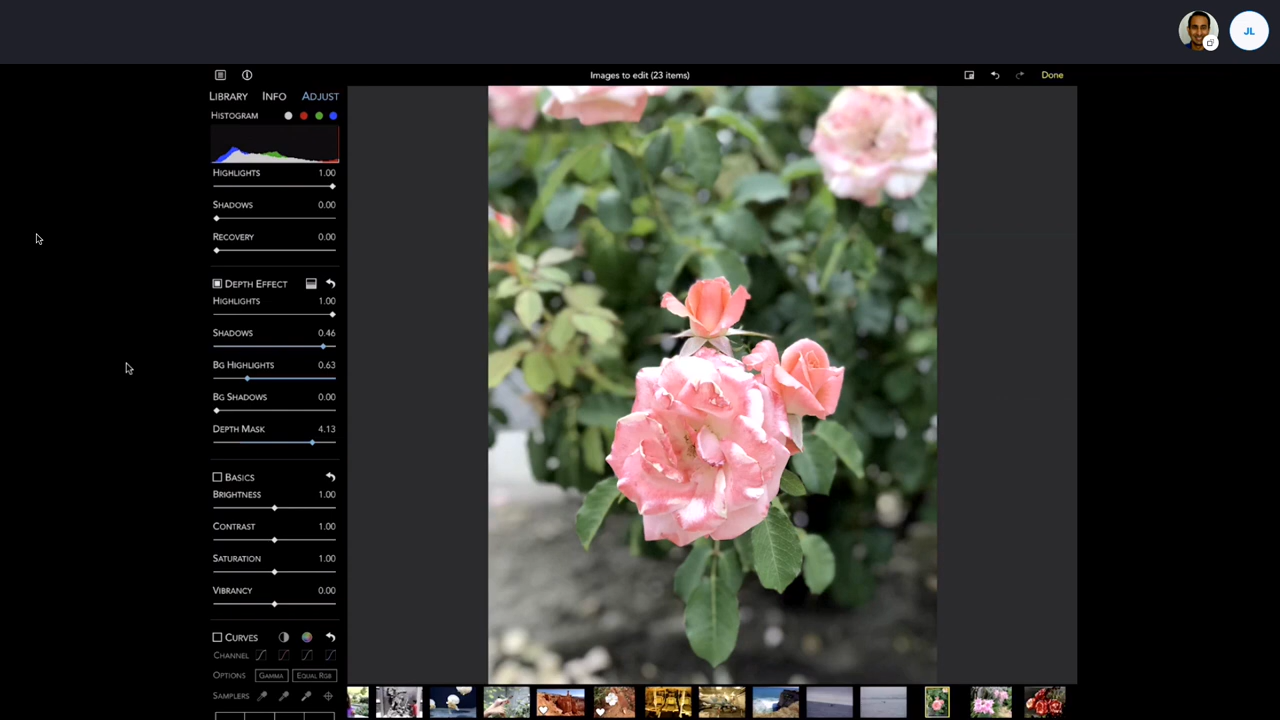 JL
Images to edit (23 items)
Done
LIBRARY INFO ADJUST
HISTOGRAM
HIGHLIGHTS 1.00
SHADOWS 0.00
RECOVERY 0.00
DEPTH EFFECT
HIGHLIGHTS 1.00
SHADOWS 0.46
BG HIGHLIGHTS 0.63
BG SHADOWS 0.00
DEPTH MASK 4.13
BASICS
BRIGHTNESS 1.00
CONTRAST 1.00
SATURATION 1.00
VIBRANCY 0.00
CURVES
CHANNEL
OPTIONS GAMMA EQUAL RGB
SAMPLERS